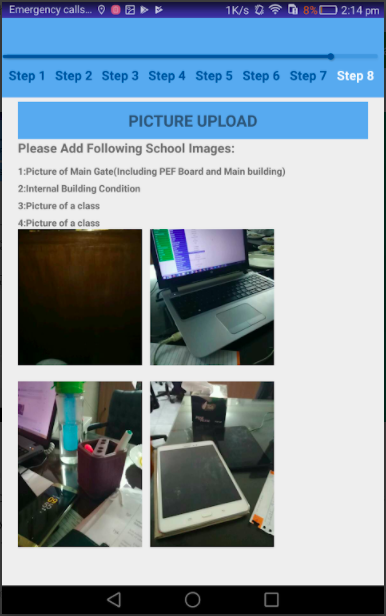 Emergency calls... 1K/s 8% 2:14 pm
Step 1 Step 2 Step 3 Step 4 Step 5 Step 6 Step 7 Step 8
PICTURE UPLOAD
Please Add Following School Images:
1:Picture of Main Gate(Including PEF Board and Main building)
2:Internal Building Condition
3:Picture of a class
4:Picture of a class